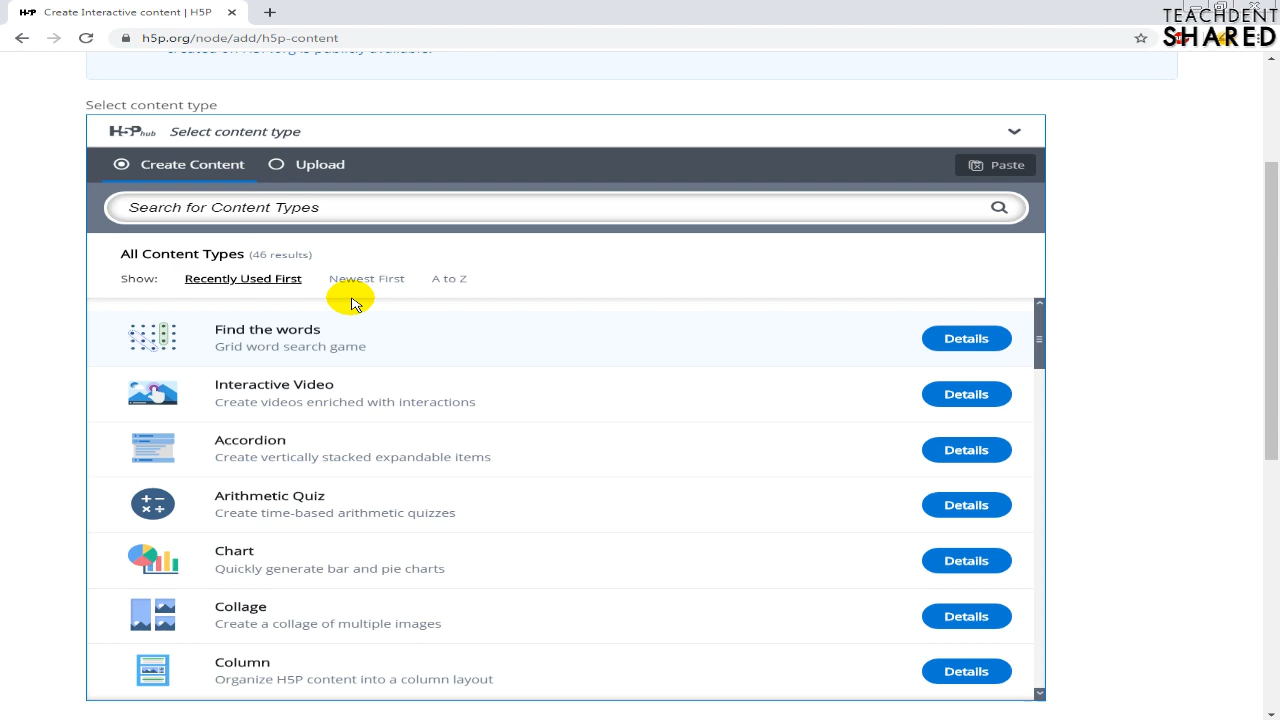 Create Interactive content | H5P
TEACHDENT
SHARED
h5p.org/node/add/h5p-content
Select content type
H5P hub Select content type
Create Content Upload Paste
Search for Content Types
All Content Types (46 results)
Show: Recently Used First Newest First A to Z
Find the words
Grid word search game
Details
Interactive Video
Create videos enriched with interactions
Details
Accordion
Create vertically stacked expandable items
Details
Arithmetic Quiz
Create time-based arithmetic quizzes
Details
Chart
Quickly generate bar and pie charts
Details
Collage
Create a collage of multiple images
Details
Column
Organize H5P content into a column layout
Details